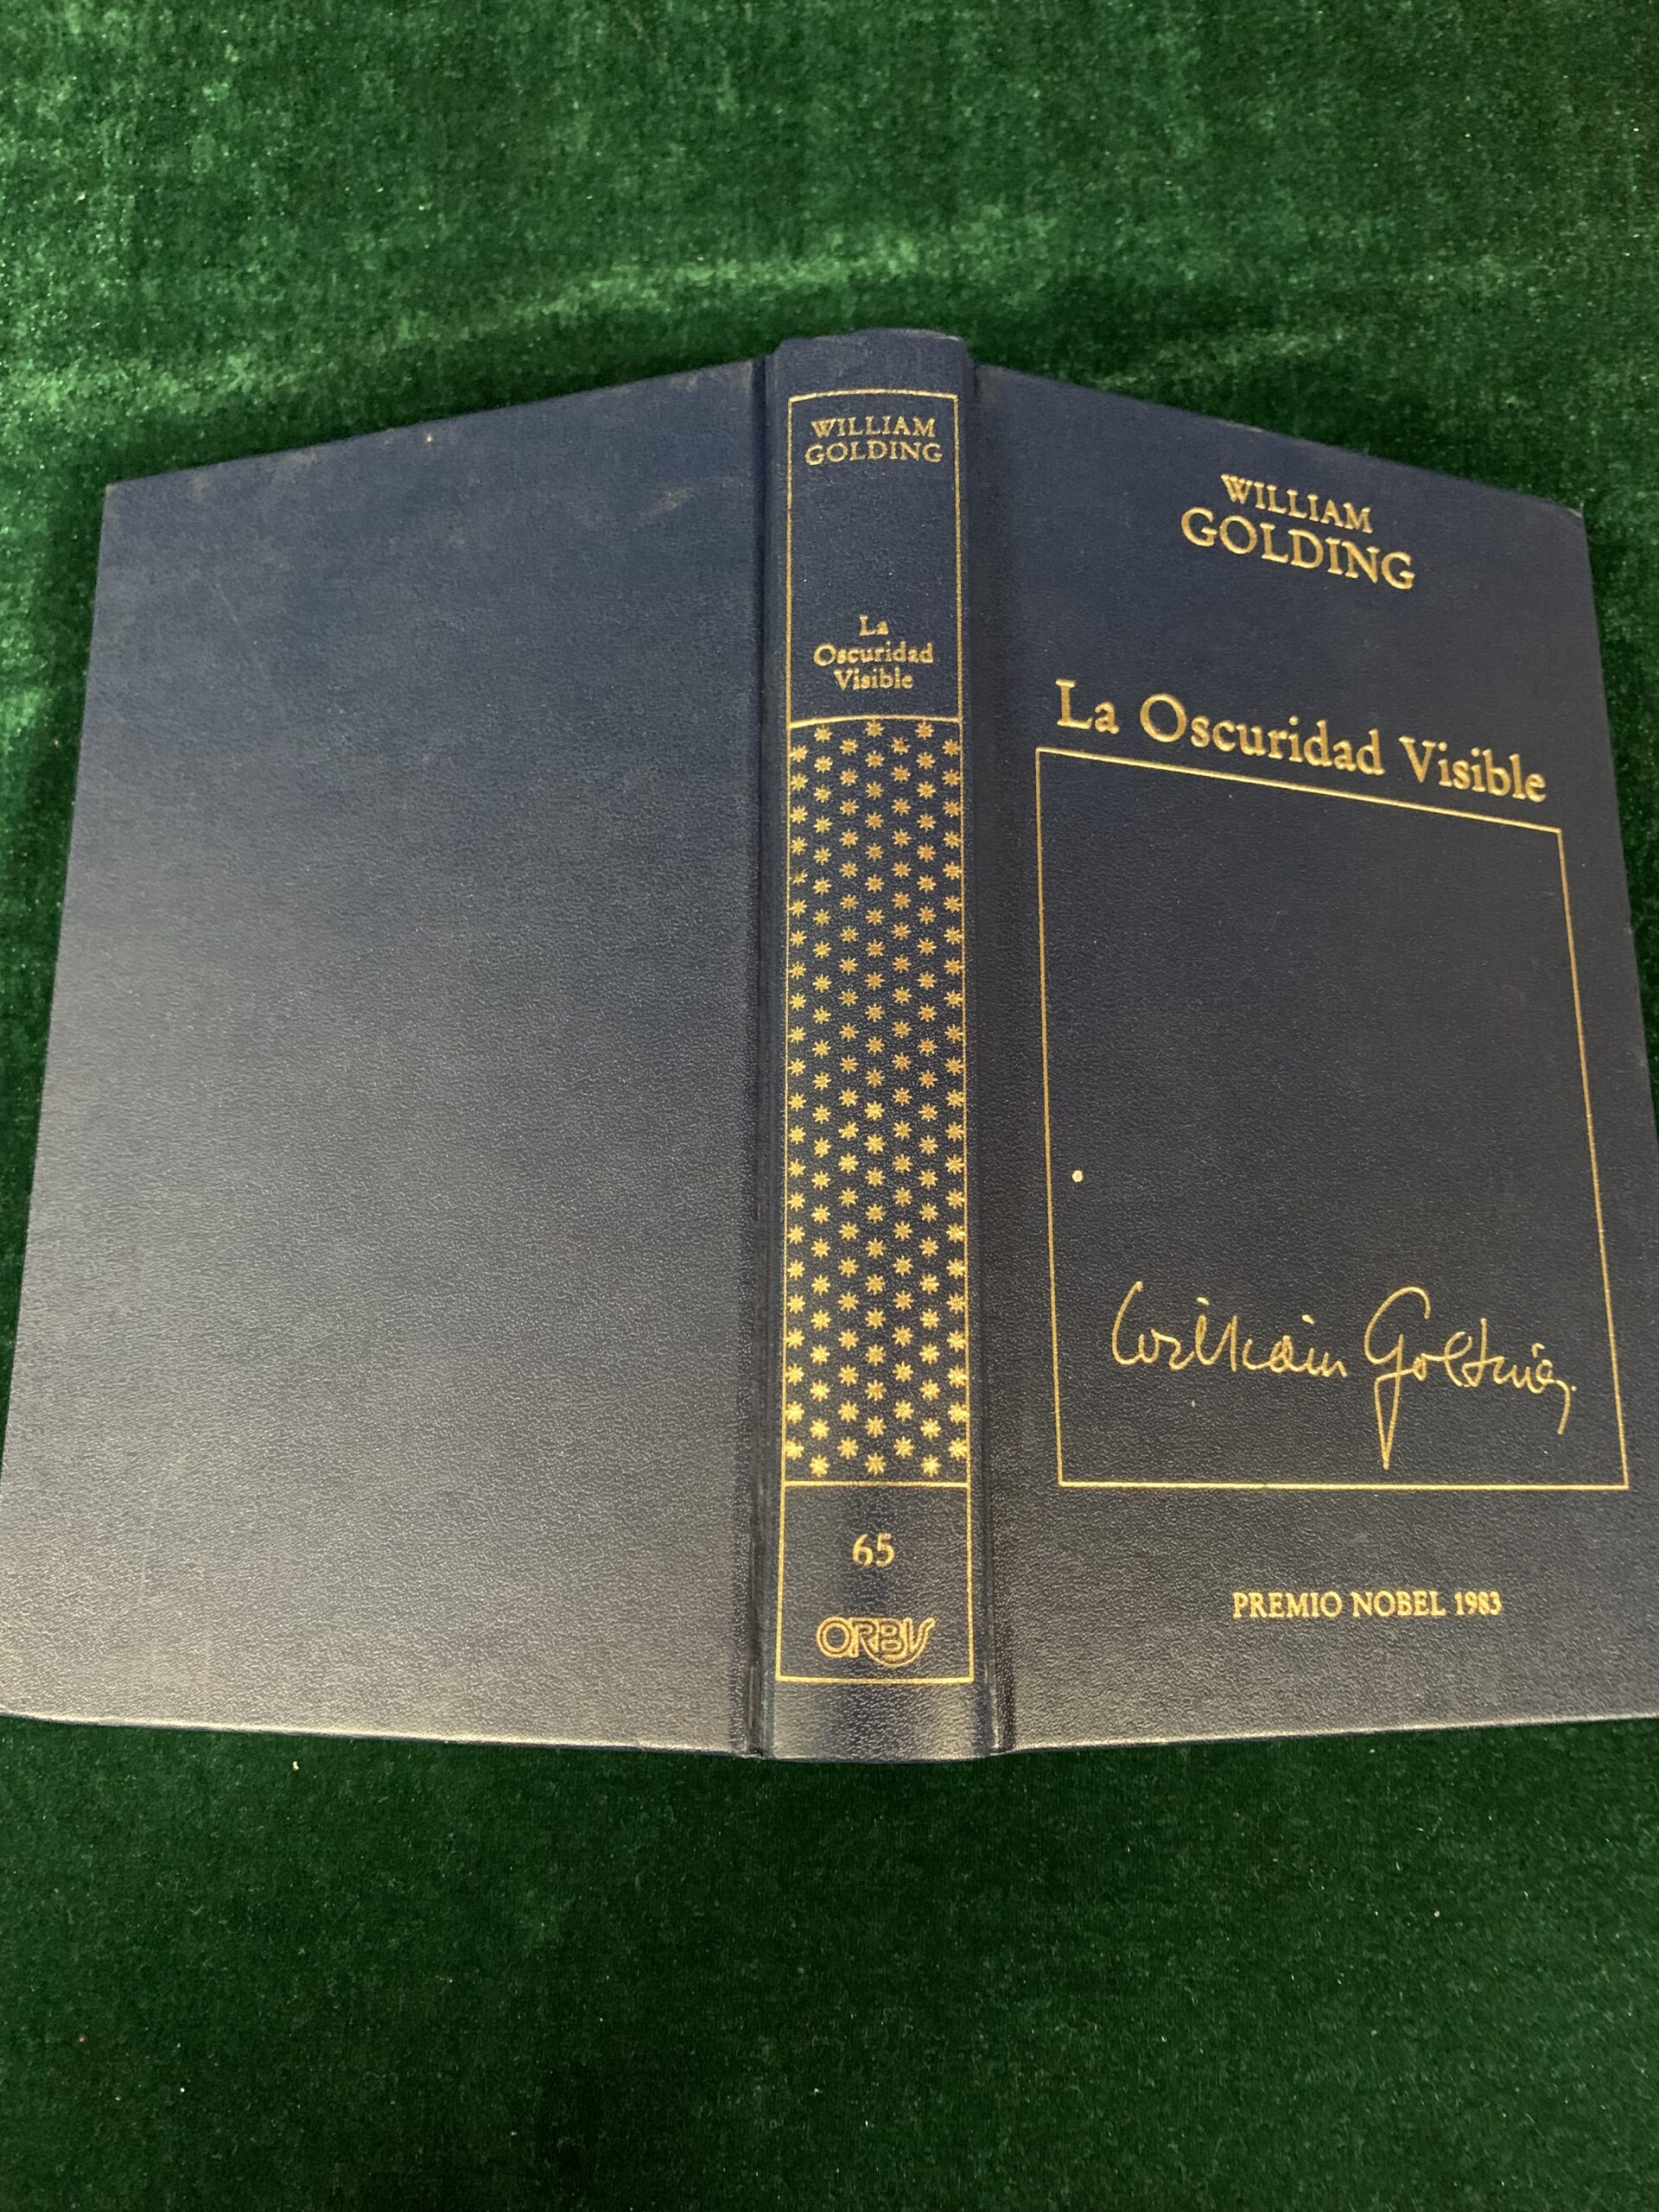 WILLIAM
GOLDING
La
Oscuridad
Visible
65
ORBIS
WILLIAM
GOLDING
La Oscuridad Visible
William Golding
PREMIO NOBEL 1983